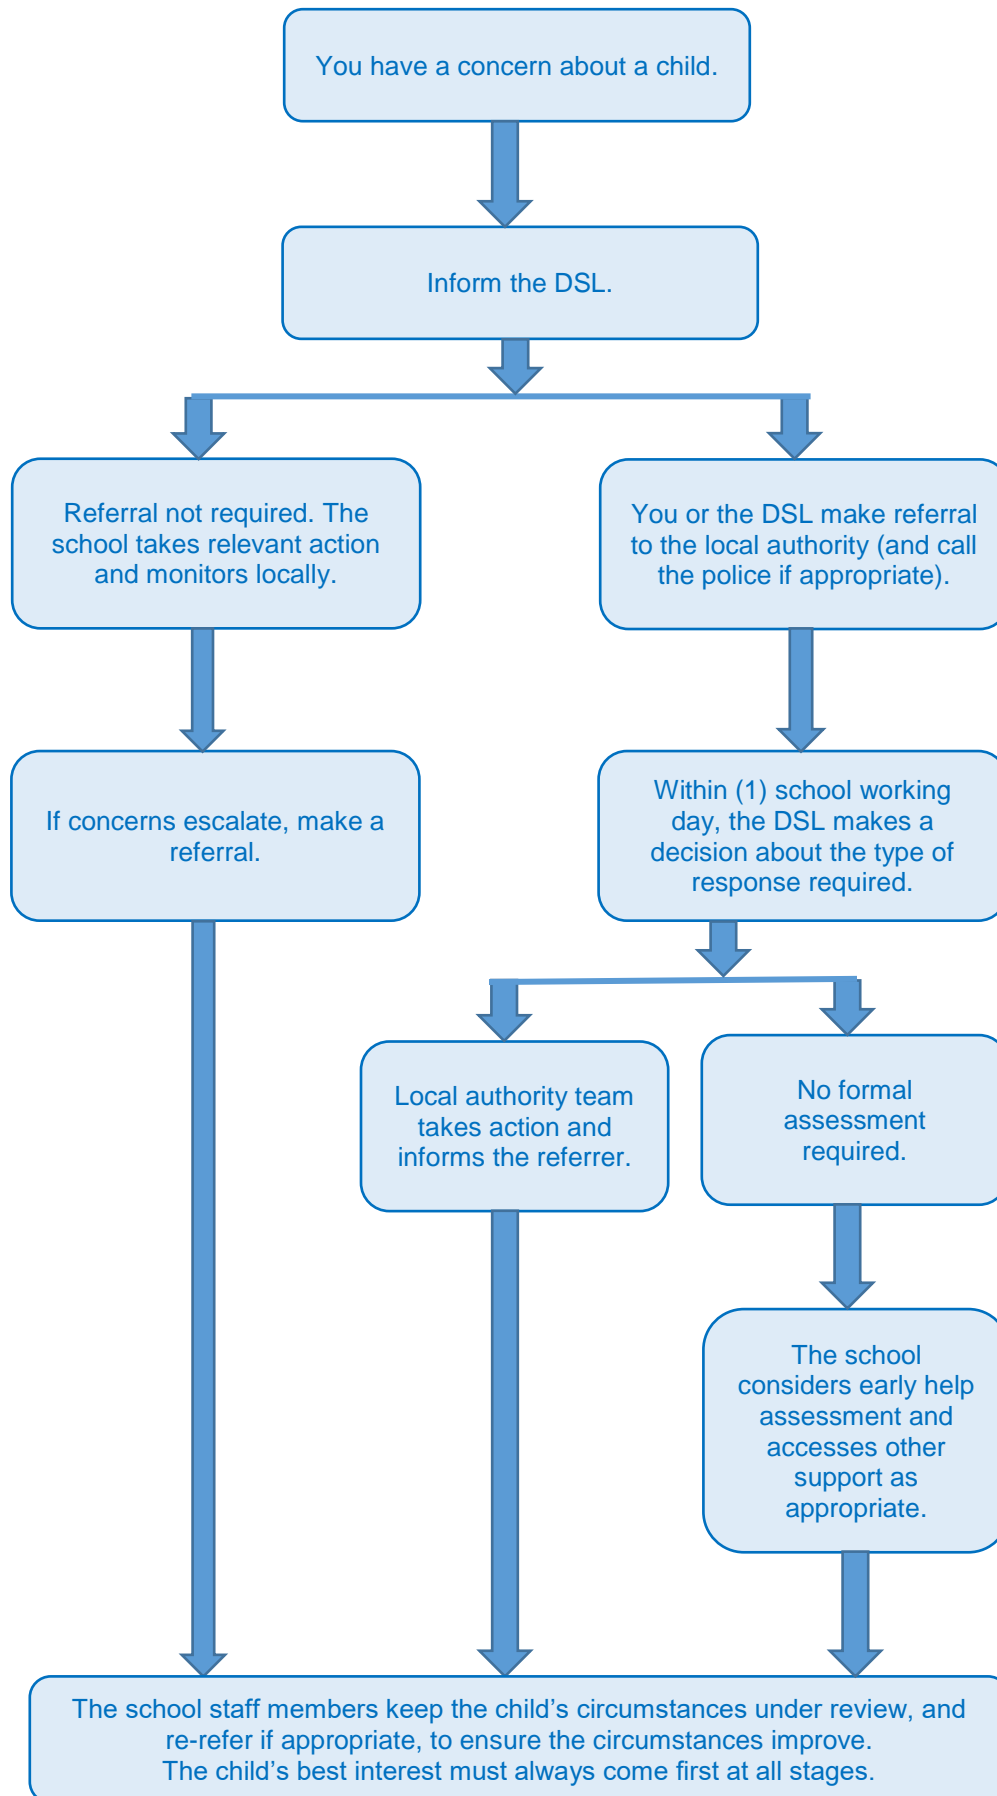 You have a concern about a child.
Inform the DSL.
Referral not required. The
school takes relevant action
and monitors locally.
You or the DSL make referral
to the local authority (and call
the police if appropriate).
If concerns escalate, make a
referral.
Within (1) school working
day, the DSL makes a
decision about the type of
response required.
Local authority team
takes action and
informs the referrer.
No formal
assessment
required.
The school
considers early help
assessment and
accesses other
support as
appropriate.
The school staff members keep the child’s circumstances under review, and
re-refer if appropriate, to ensure the circumstances improve.
The child’s best interest must always come first at all stages.